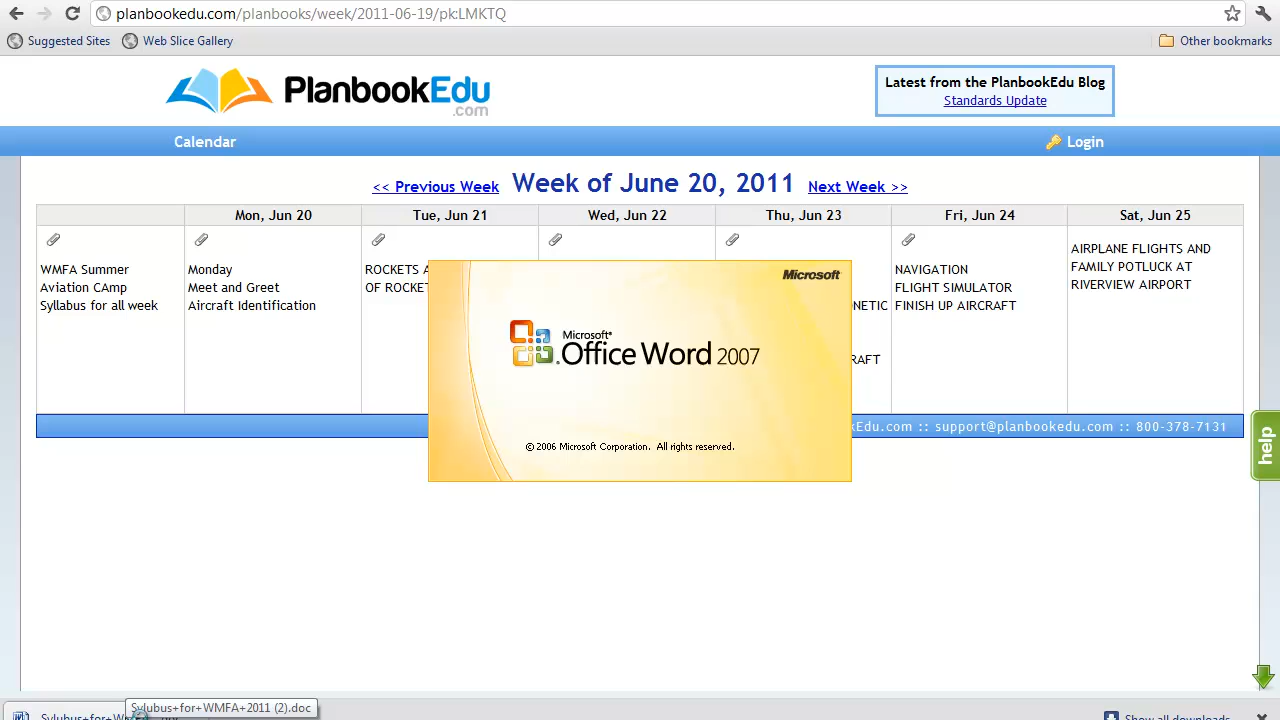 planbookedu.com/planbooks/week/2011-06-19/pk:LMKTQ
Suggested Sites Web Slice Gallery Other bookmarks
PlanbookEdu
.com
Latest from the PlanbookEdu Blog
Standards Update
Calendar Login
<< Previous Week Week of June 20, 2011 Next Week >>
Mon, Jun 20 Tue, Jun 21 Wed, Jun 22 Thu, Jun 23 Fri, Jun 24 Sat, Jun 25
WMFA Summer
Aviation CAmp
Syllabus for all week
Monday
Meet and Greet
Aircraft Identification
ROCKETS
OF
NAVIGATION
FLIGHT SIMULATOR
FINISH UP AIRCRAFT
AIRPLANE FLIGHTS AND
FAMILY POTLUCK AT
RIVERVIEW AIRPORT
Microsoft
Microsoft®
Office Word 2007
© 2006 Microsoft Corporation. All rights reserved.
kEdu.com :: support@planbookedu.com :: 800-378-7131
help
Sylubus+for+WMFA+2011 (2).doc
Show all downloads